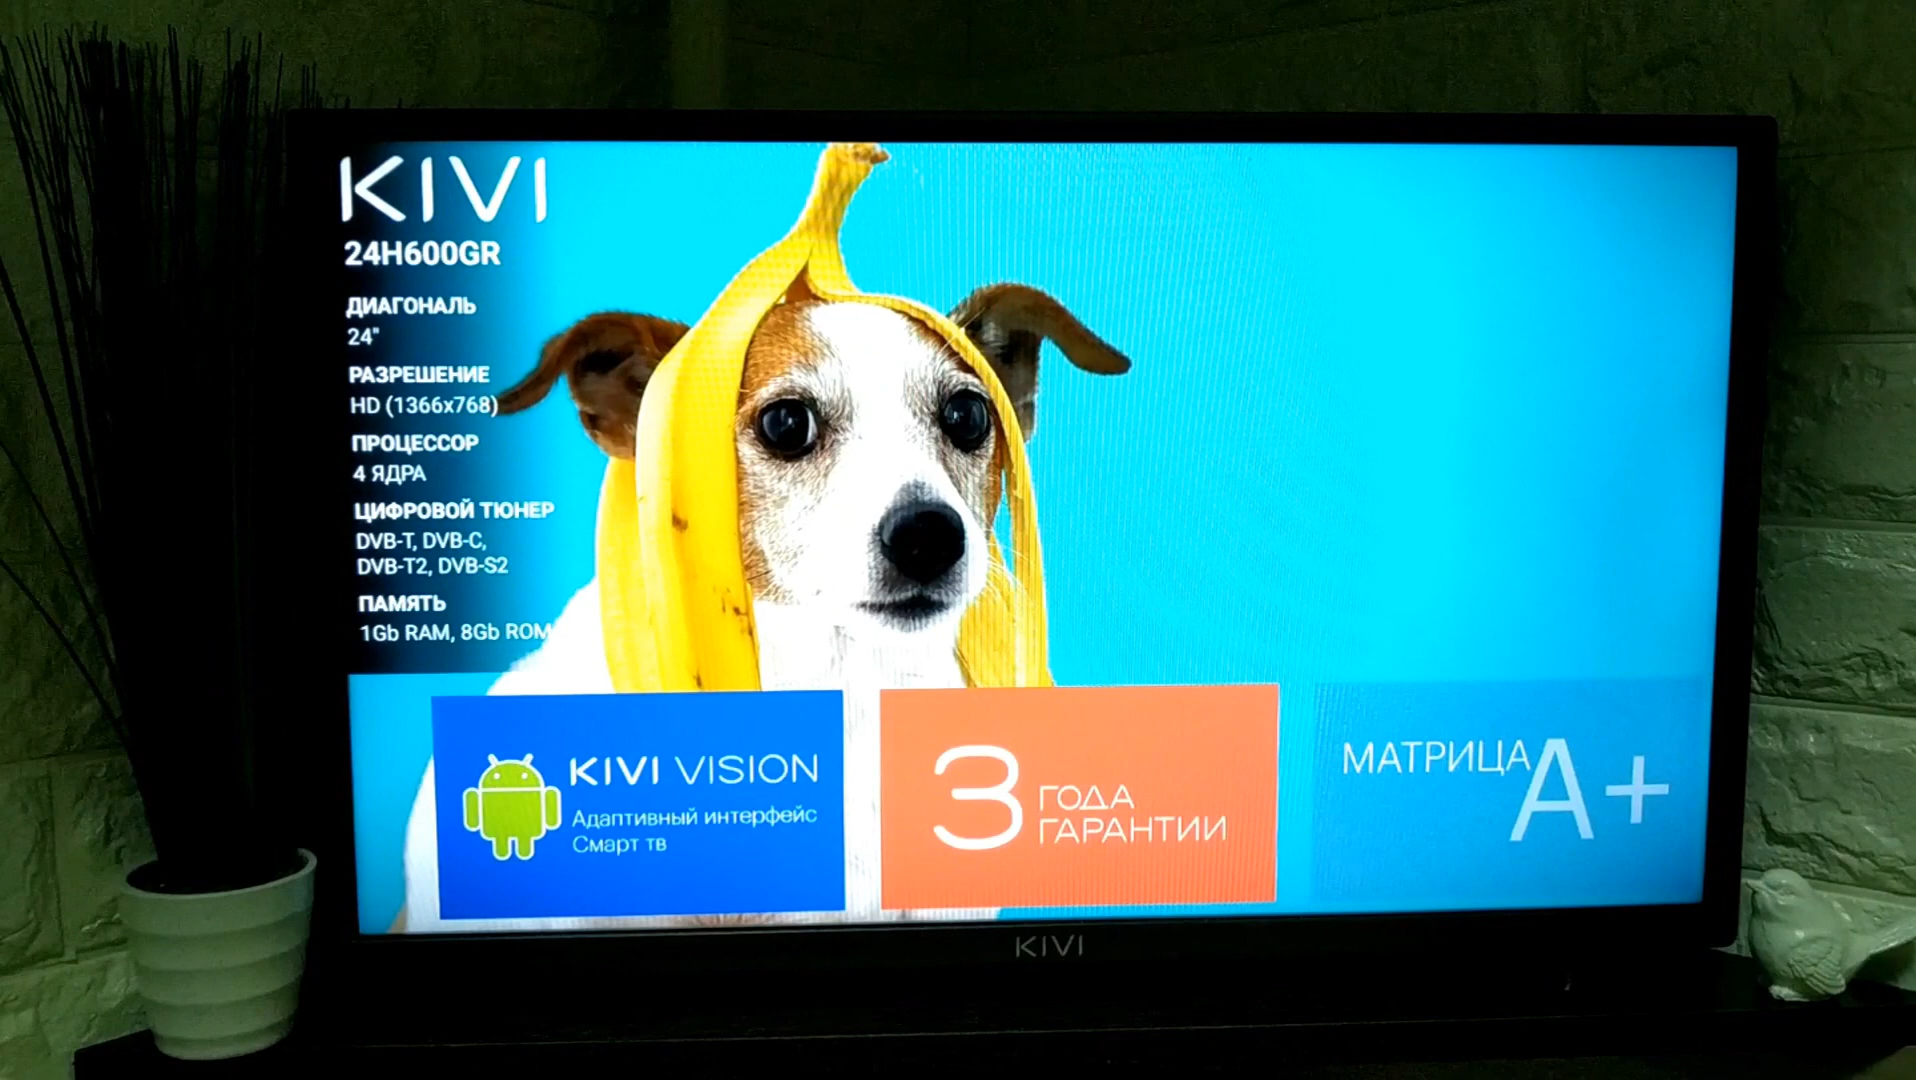 KIVI
24H600GR
ДИАГОНАЛЬ
24"
РАЗРЕШЕНИЕ
HD (1366x768)
ПРОЦЕССОР
4 ЯДРА
ЦИФРОВОЙ ТЮНЕР
DVB-T, DVB-C,
DVB-T2, DVB-S2
ПАМЯТЬ
1Gb RAM, 8Gb ROM
KIVI VISION
Адаптивный интерфейс
Смарт тв
3 ГОДА
ГАРАНТИИ
МАТРИЦА A+
KIVI